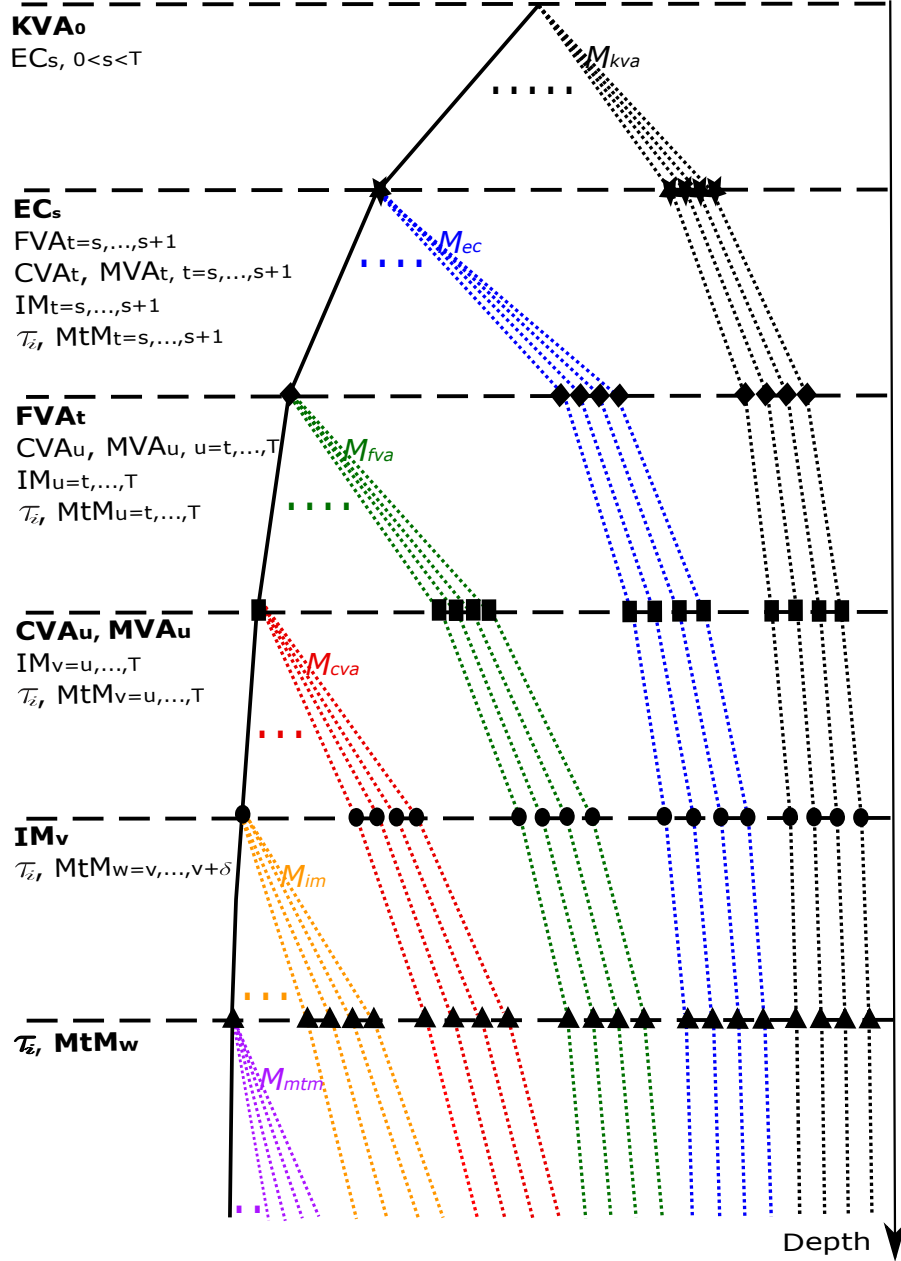 KVA₀
ECₛ, 0<s<T
Mkva
ECₛ
FVAt=s,...,s+1
CVAt, MVAt, t=s,...,s+1
IMt=s,...,s+1
𝒯i, MtMt=s,...,s+1
Mec
FVAt
CVAu, MVAu, u=t,...,T
IMu=t,...,T
𝒯i, MtMu=t,...,T
Mfva
CVAu, MVAu
IMv=u,...,T
𝒯i, MtMv=u,...,T
Mcva
IMv
𝒯i, MtMw=v,...,v+δ
Mim
𝒯i, MtMw
Mmtm
Depth